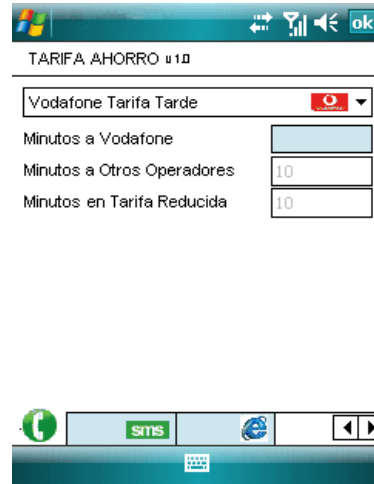 ok
TARIFA AHORRO v1.0
Vodafone Tarifa Tarde
Minutos a Vodafone
Minutos a Otros Operadores 10
Minutos en Tarifa Reducida 10
sms